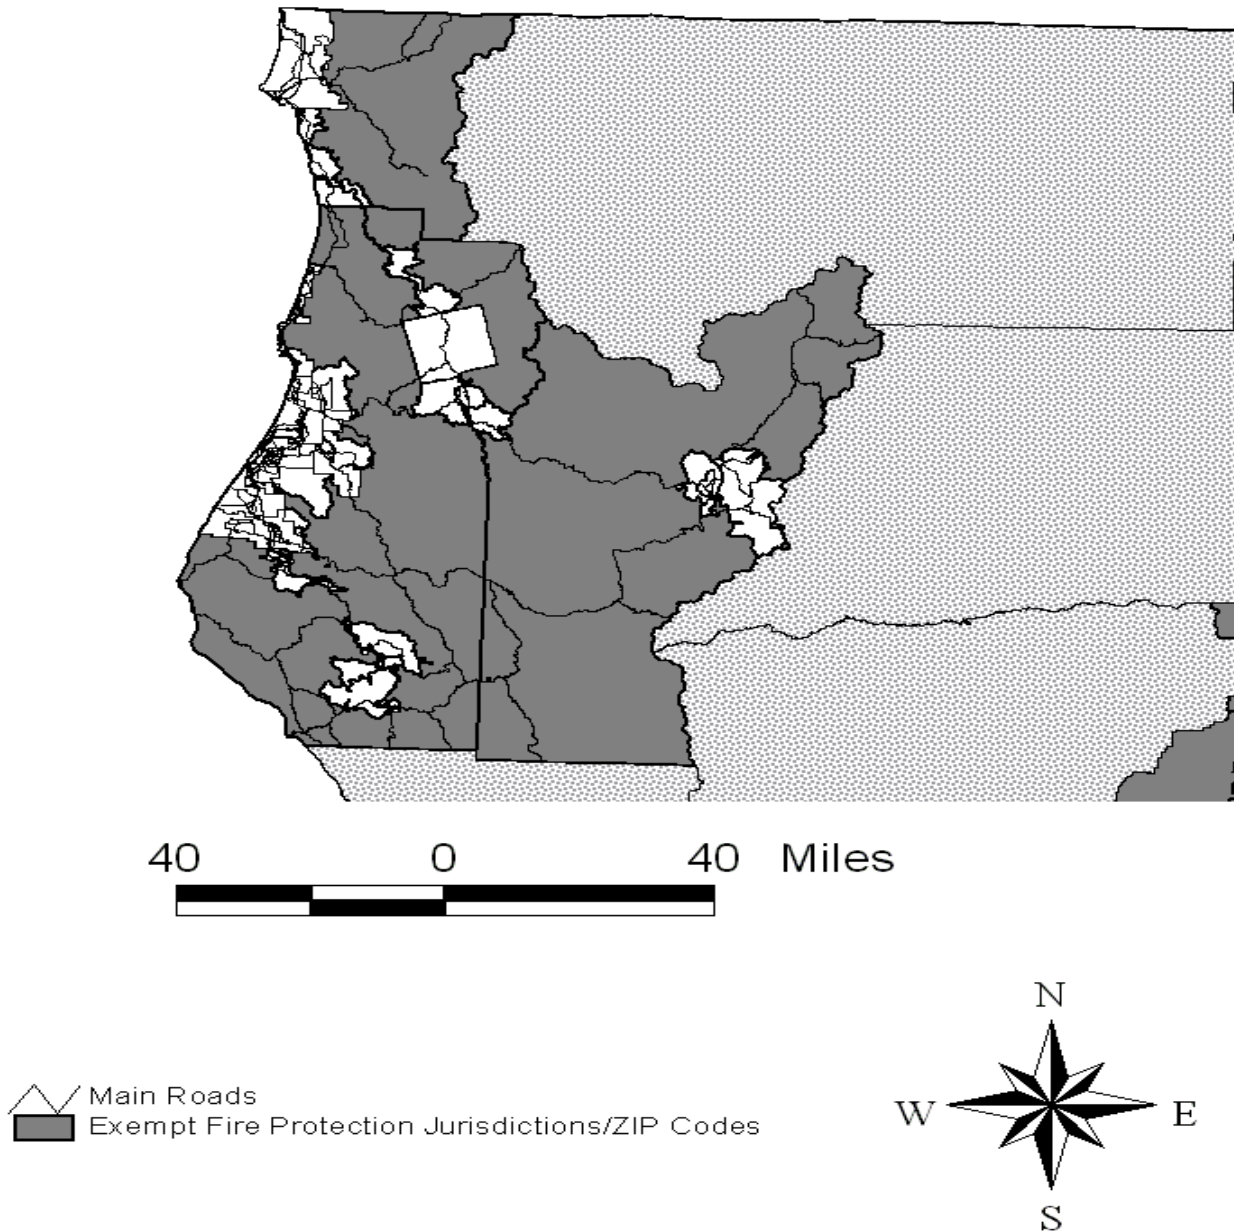 40 0 40 Miles
N
Main Roads
W E
Exempt Fire Protection Jurisdictions/ZIP Codes
S